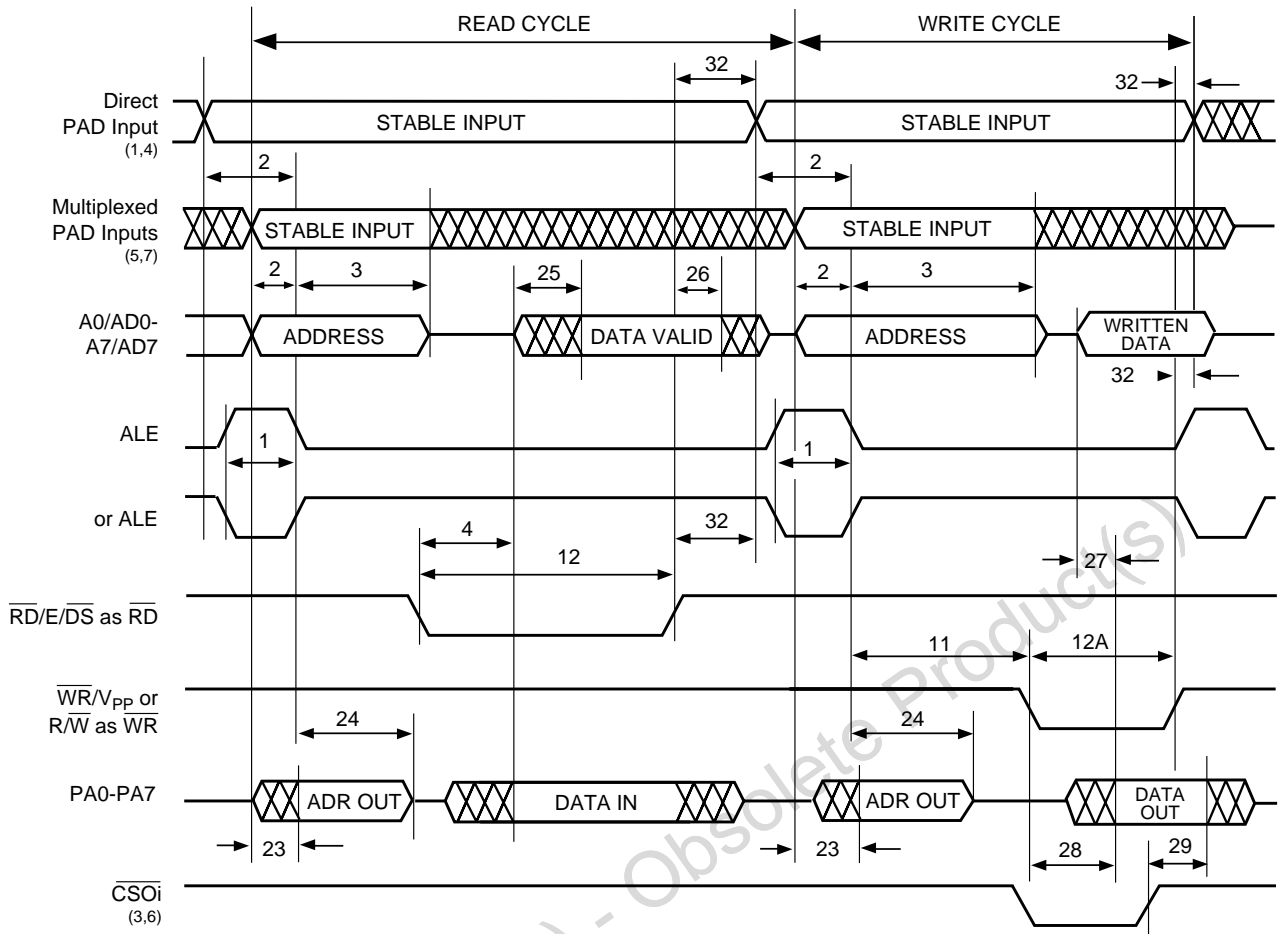 READ CYCLE WRITE CYCLE
32
32
Direct
PAD Input
(1,4)
STABLE INPUT STABLE INPUT
2 2
Multiplexed
PAD Inputs
(5,7)
STABLE INPUT STABLE INPUT
2 3 25 26 2 3
A0/AD0-
A7/AD7
ADDRESS DATA VALID ADDRESS WRITTEN
DATA
32
ALE
1 1
or ALE
4 32
12
27
RD/E/DS as RD
11 12A
WR/VPP or
R/W as WR
24 24
PA0-PA7
ADR OUT DATA IN ADR OUT DATA
OUT
23 23 28 29
CSOi
(3,6)
) - Obsolete Product(s)